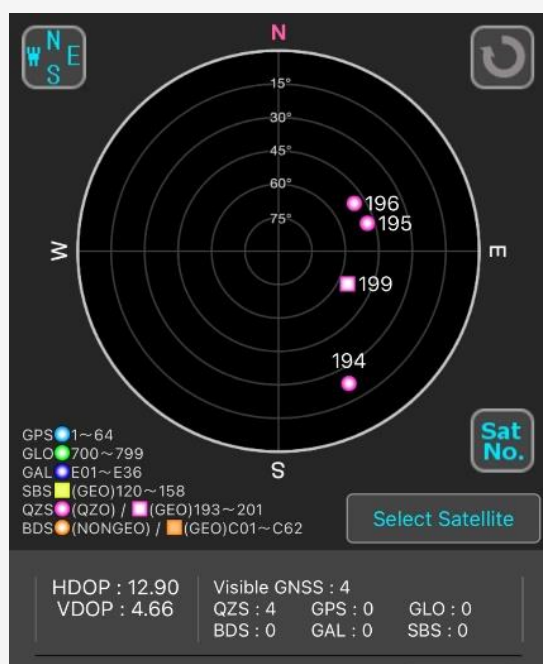 N
W N E
S
15°
30°
45°
60°
75°
196
195
W
E
199
194
S
GPS 1~64
GLO 700~799
GAL E01~E36
SBS (GEO)120~158
QZS (QZO) / (GEO)193~201
BDS (NONGEO) / (GEO)C01~C62
Sat
No.
Select Satellite
HDOP : 12.90
VDOP : 4.66
Visible GNSS : 4
QZS : 4 GPS : 0 GLO : 0
BDS : 0 GAL : 0 SBS : 0